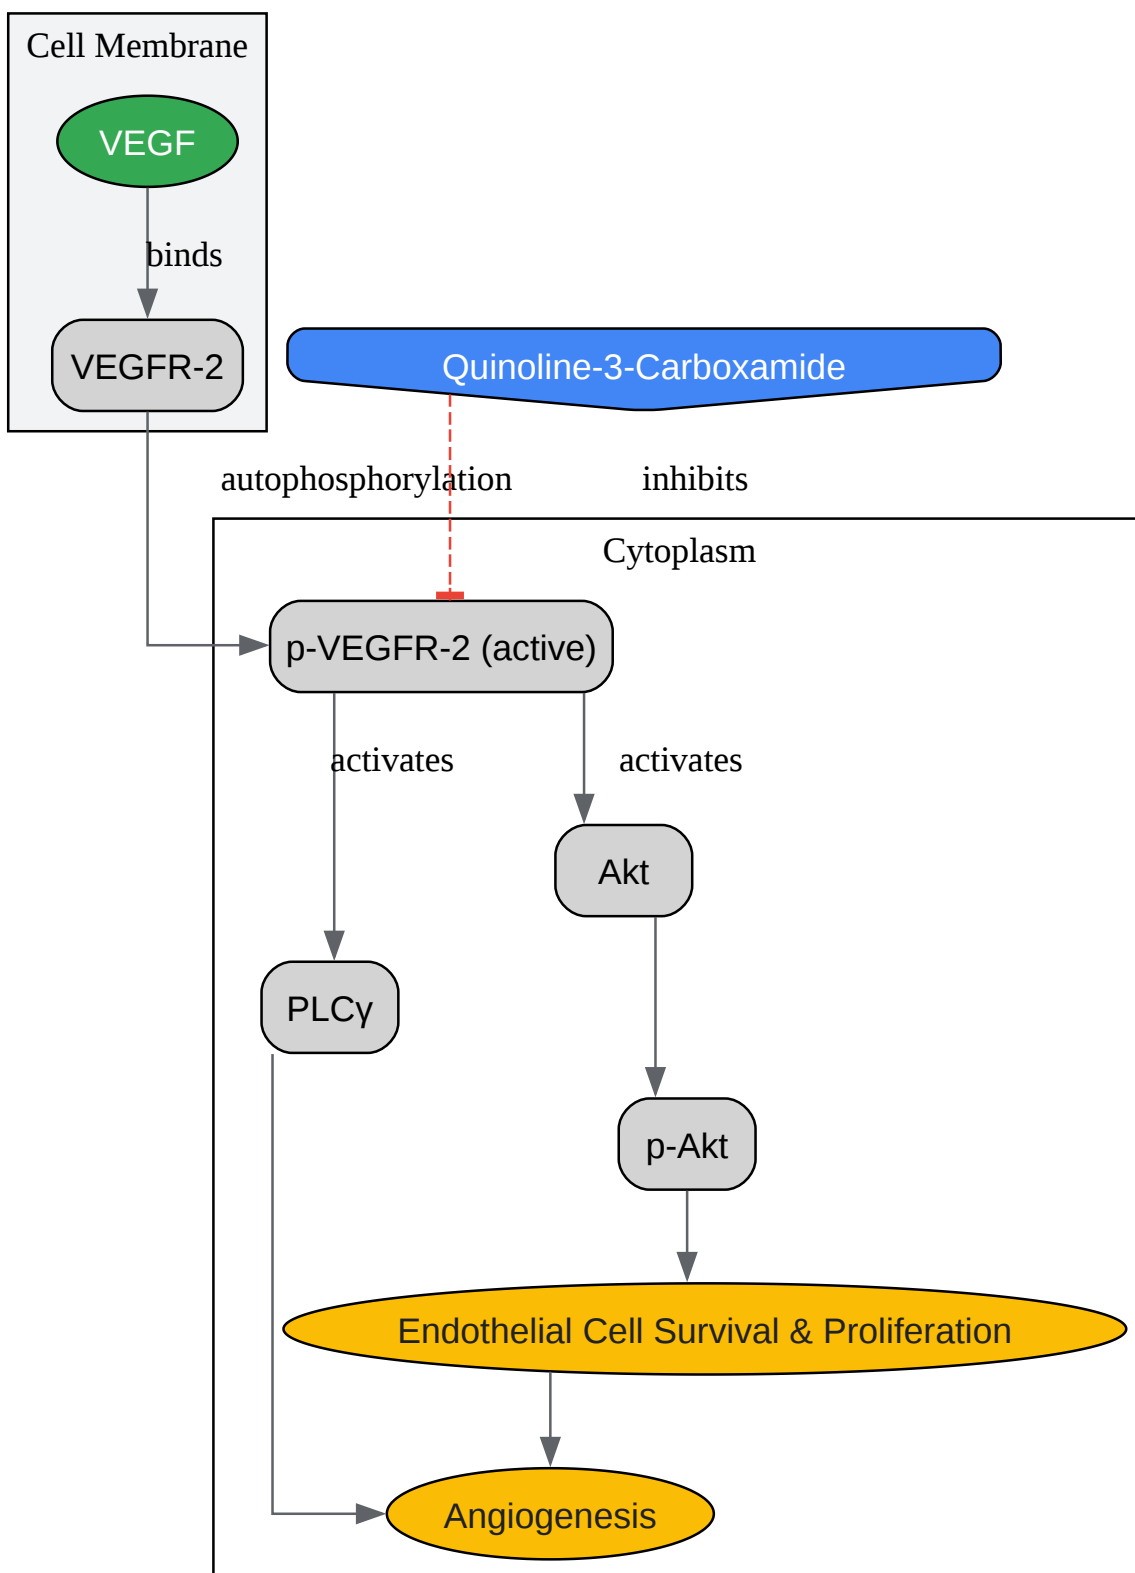 Cell Membrane
VEGF
binds
VEGFR-2
Quinoline-3-Carboxamide
autophosphorylation
inhibits
Cytoplasm
p-VEGFR-2 (active)
activates
activates
Akt
PLCγ
p-Akt
Endothelial Cell Survival & Proliferation
Angiogenesis